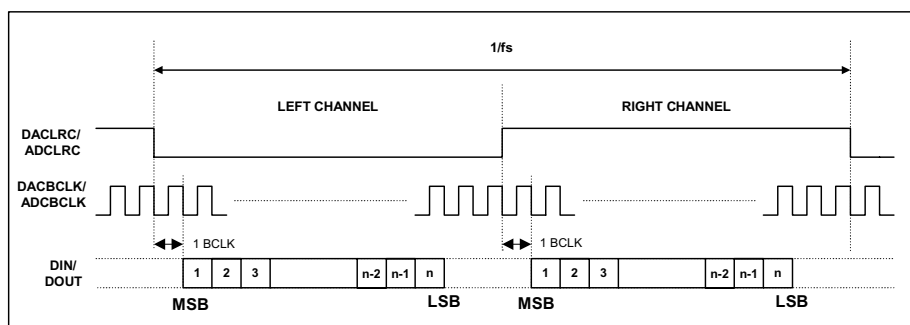 1/fs
LEFT CHANNEL
RIGHT CHANNEL
DACLRC/
ADCLRC
DACBCLK/
ADCBCLK
1 BCLK
1 BCLK
DIN/
DOUT
1 2 3 n-2 n-1 n
1 2 3 n-2 n-1 n
MSB
LSB
MSB
LSB